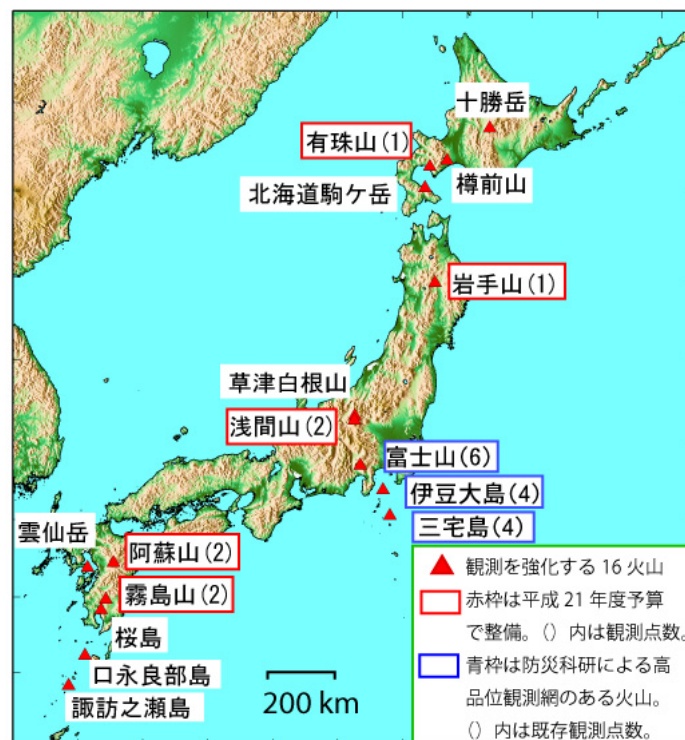 十勝岳
有珠山(1)
北海道駒ケ岳
樽前山
岩手山(1)
草津白根山
浅間山(2)
富士山(6)
伊豆大島(4)
三宅島(4)
雲仙岳
阿蘇山(2)
霧島山(2)
桜島
口永良部島
諏訪之瀬島
200 km
観測を強化する 16 火山
赤枠は平成 21 年度予算
で整備。() 内は観測点数。
青枠は防災科研による高
品位観測網のある火山。
() 内は既存観測点数。